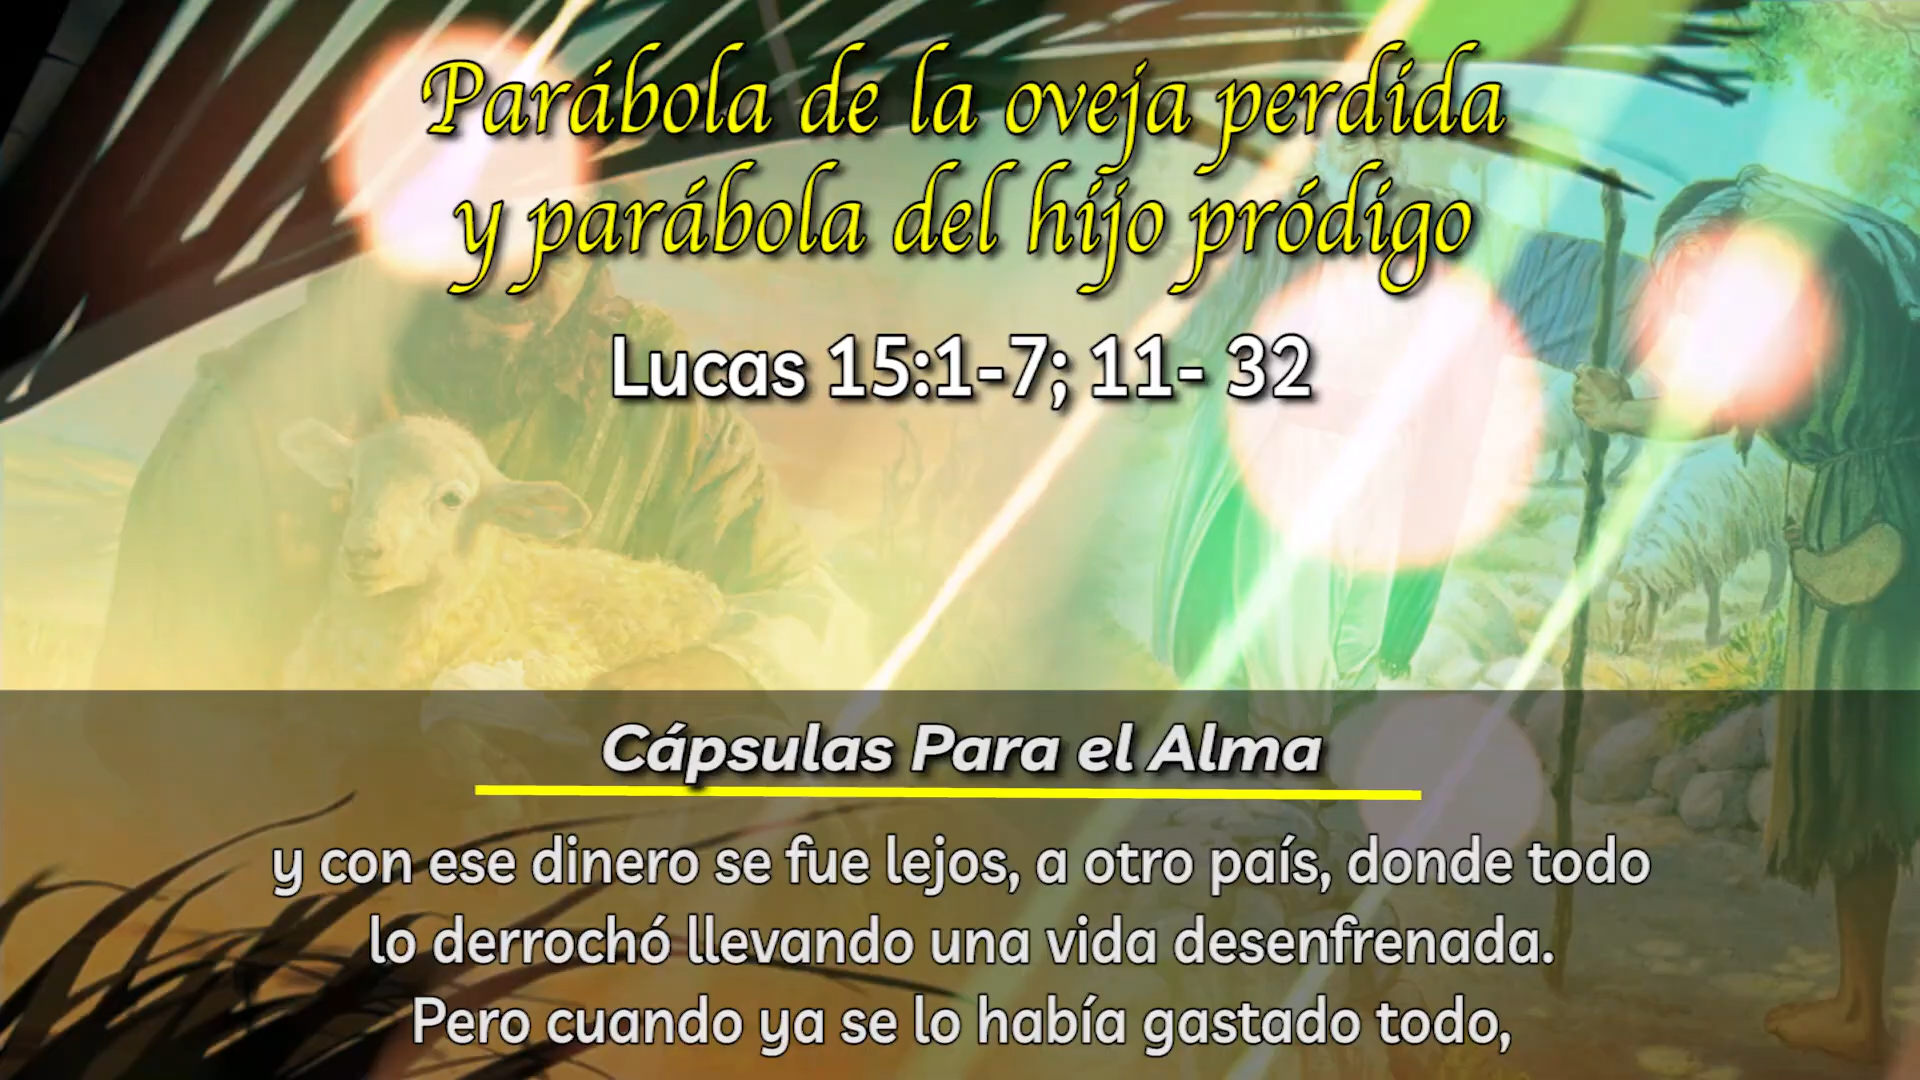 Parábola de la oveja perdida
y parábola del hijo pródigo
Lucas 15:1-7; 11- 32
Cápsulas Para el Alma
y con ese dinero se fue lejos, a otro país, donde todo
lo derrochó llevando una vida desenfrenada.
Pero cuando ya se lo había gastado todo,